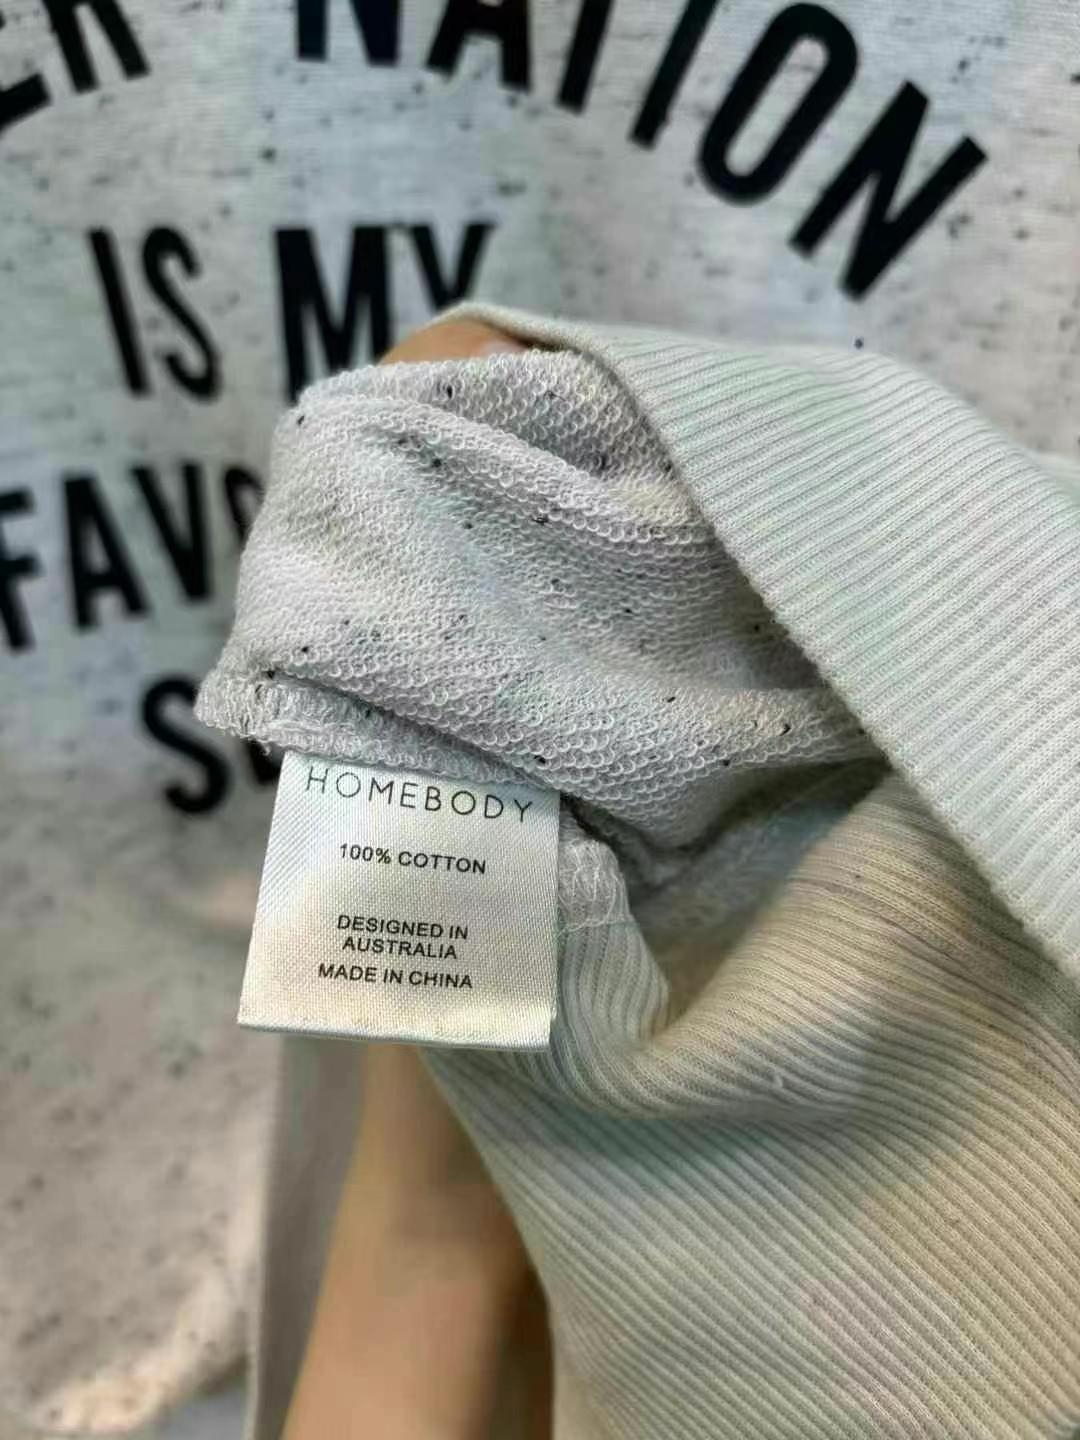 NATION
IS MY
HOMEBODY
100% COTTON
DESIGNED IN
AUSTRALIA
MADE IN CHINA